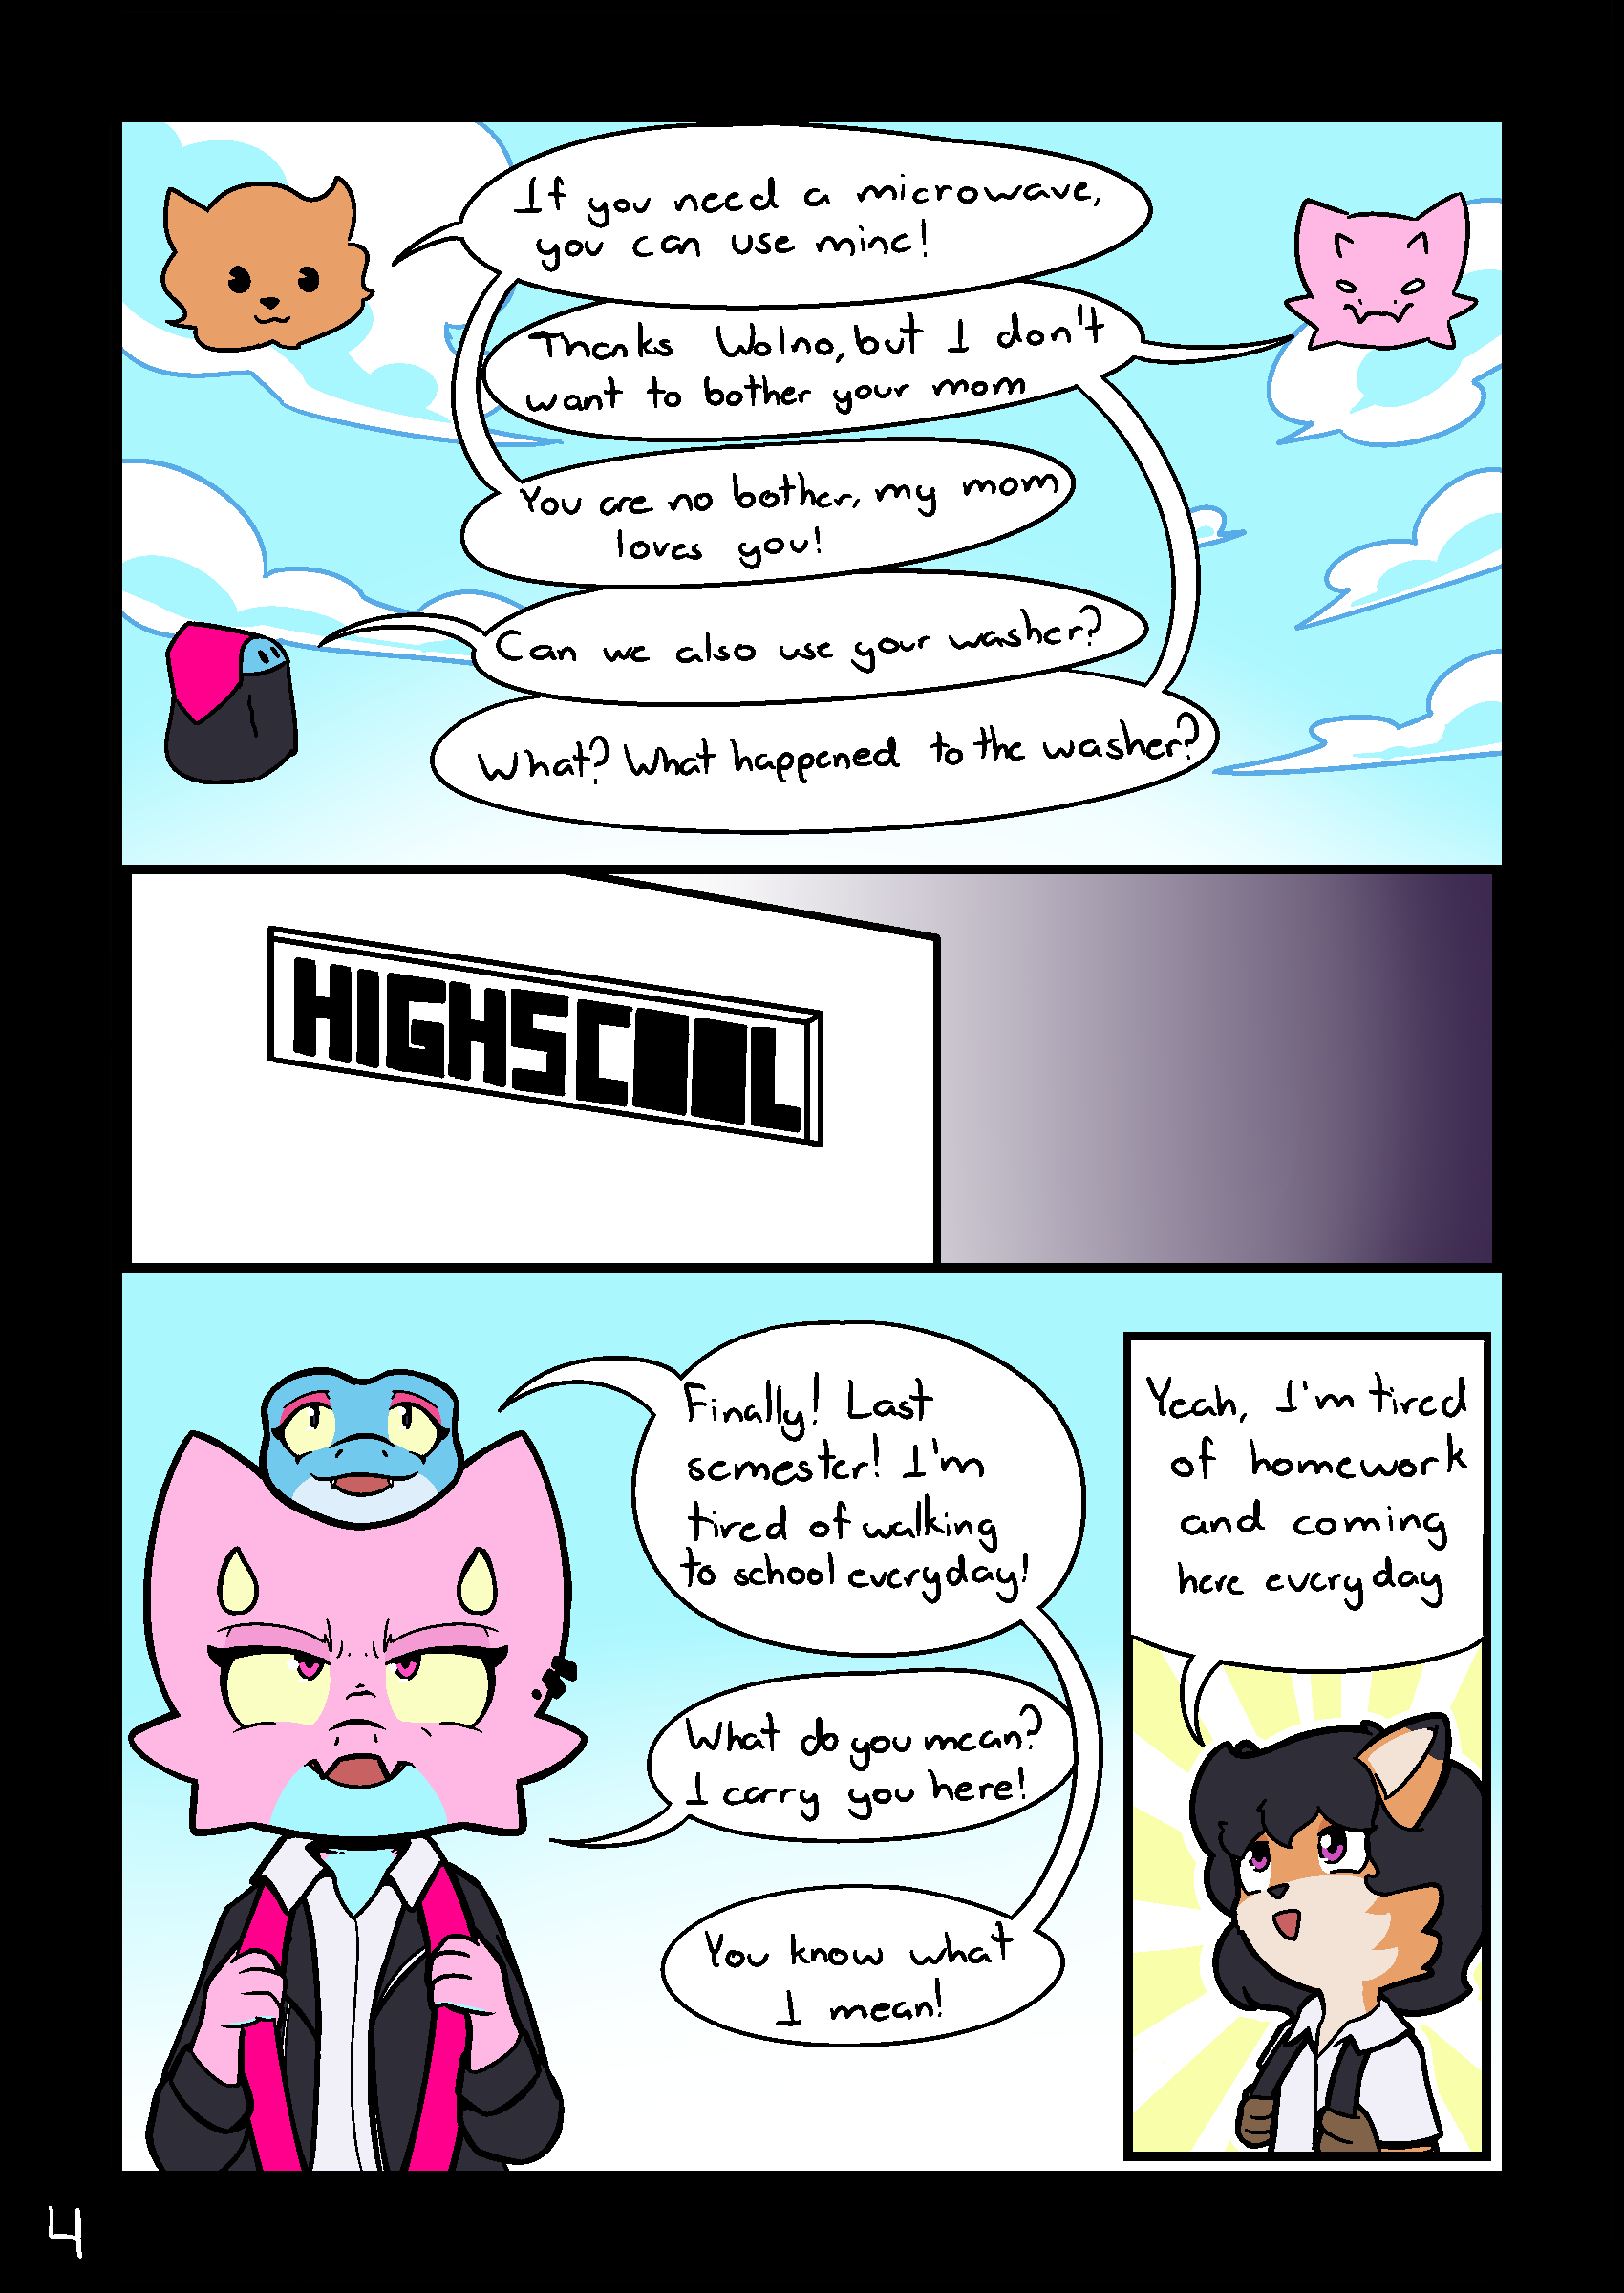 If you need a microwave,
you can use mine!
Thanks Wolno, but I don't
want to bother your mom
You are no bother, my mom
loves you!
Can we also use your washer?
What? What happened to the washer?
HIGHSCOOL
Finally! Last
semester! I'm
tired of walking
to school everyday!
What do you mean?
I carry you here!
You know what
I mean!
Yeah, I'm tired
of homework
and coming
here everyday
4